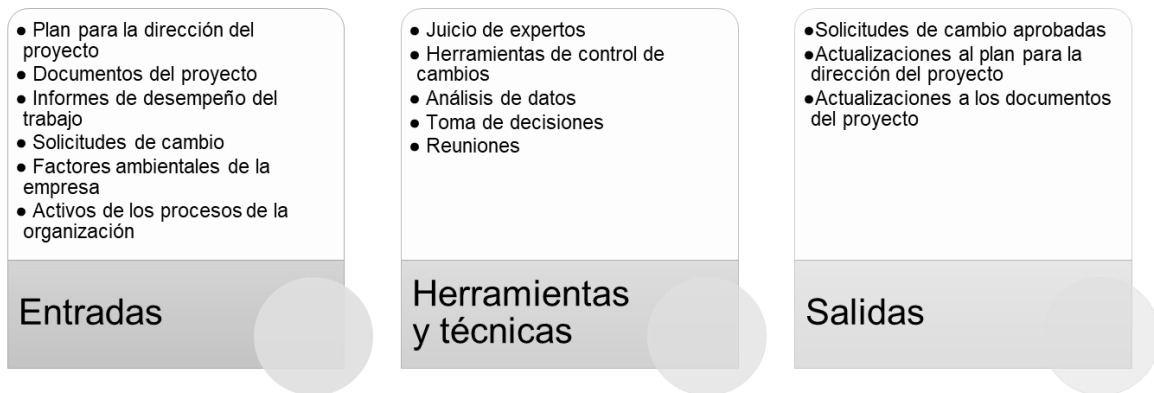 ● Plan para la dirección del
proyecto
● Documentos del proyecto
● Informes de desempeño del
trabajo
● Solicitudes de cambio
● Factores ambientales de la
empresa
● Activos de los procesos de la
organización
Entradas
● Juicio de expertos
● Herramientas de control de
cambios
● Análisis de datos
● Toma de decisiones
● Reuniones
Herramientas
y técnicas
●Solicitudes de cambio aprobadas
●Actualizaciones al plan para la
dirección del proyecto
●Actualizaciones a los documentos
del proyecto
Salidas